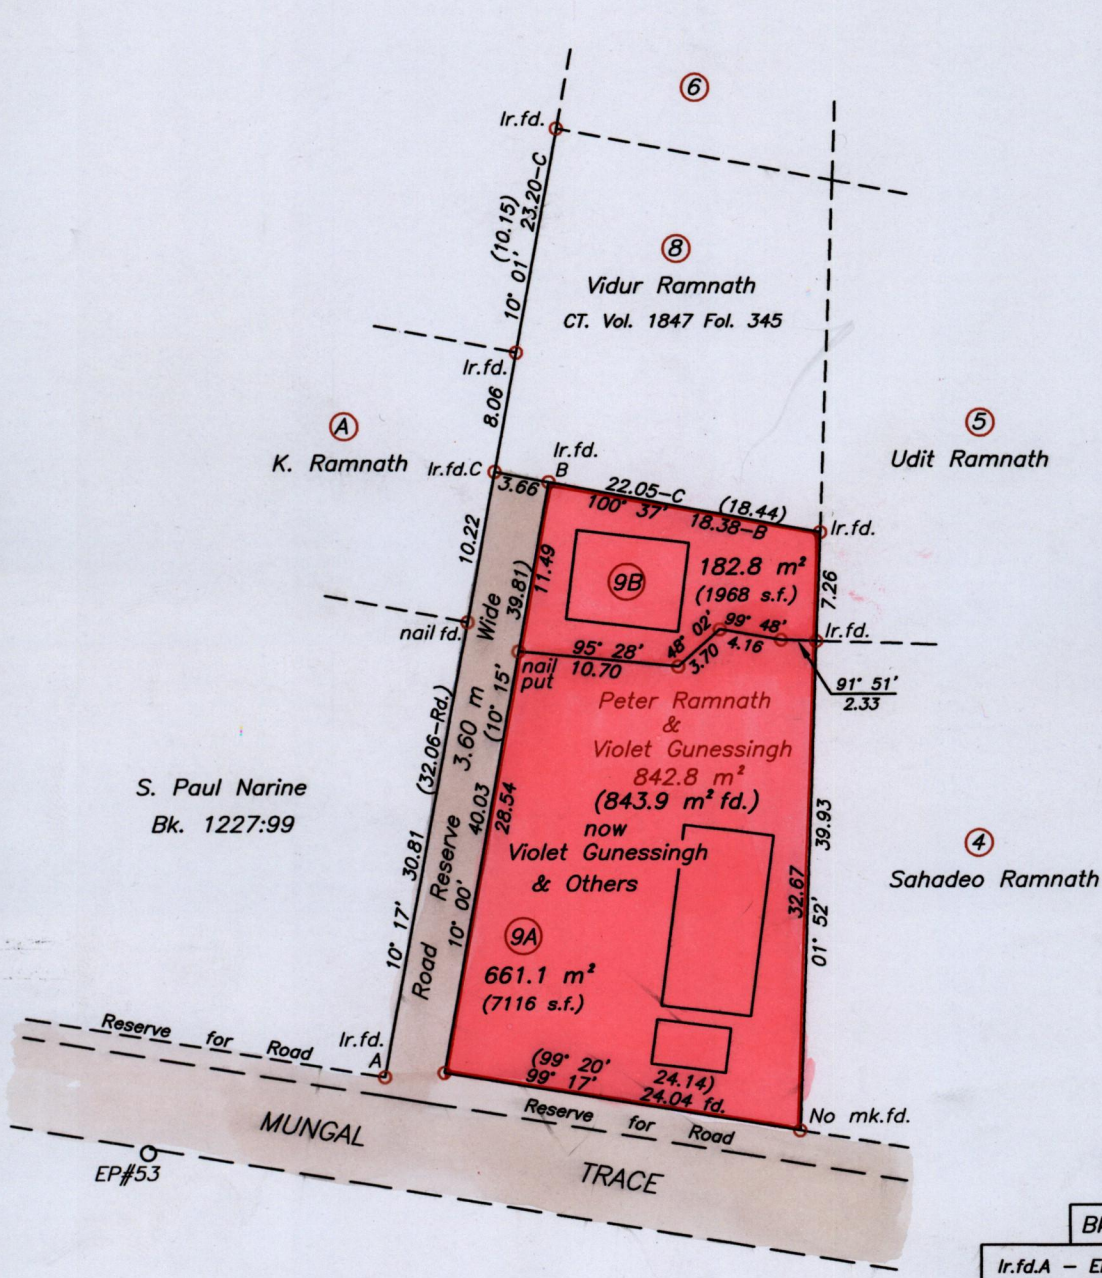 6
Ir.fd.
(10.15)
10° 01' 23.20-C
8
Vidur Ramnath
CT. Vol. 1847 Fol. 345
Ir.fd.
8.06
A
K. Ramnath
5
Udit Ramnath
Ir.fd.C
Ir.fd.
B
3.66
22.05-C (18.44)
100° 37' 18.38-B
Ir.fd.
10.22
11.49
9B
182.8 m²
(1968 s.f.)
7.26
nail fd.
Ir.fd.
95° 28'
10.70
48° 02'
3.70
99° 48'
4.16
91° 51'
2.33
nail
put
Road Reserve 3.60 m Wide
(10° 15' 39.81)
(32.06-Rd.)
10° 17' 30.81
10° 00' 40.03
28.54
Peter Ramnath
&
Violet Gunessingh
842.8 m²
(843.9 m² fd.)
now
Violet Gunessingh
& Others
S. Paul Narine
Bk. 1227:99
4
Sahadeo Ramnath
01° 52' 39.93
32.67
9A
661.1 m²
(7116 s.f.)
Reserve for Road
Ir.fd.
A
(99° 20' 24.14)
99° 17' 24.04 fd.
Reserve for Road
No mk.fd.
MUNGAL TRACE
EP#53
Ir.fd.A –